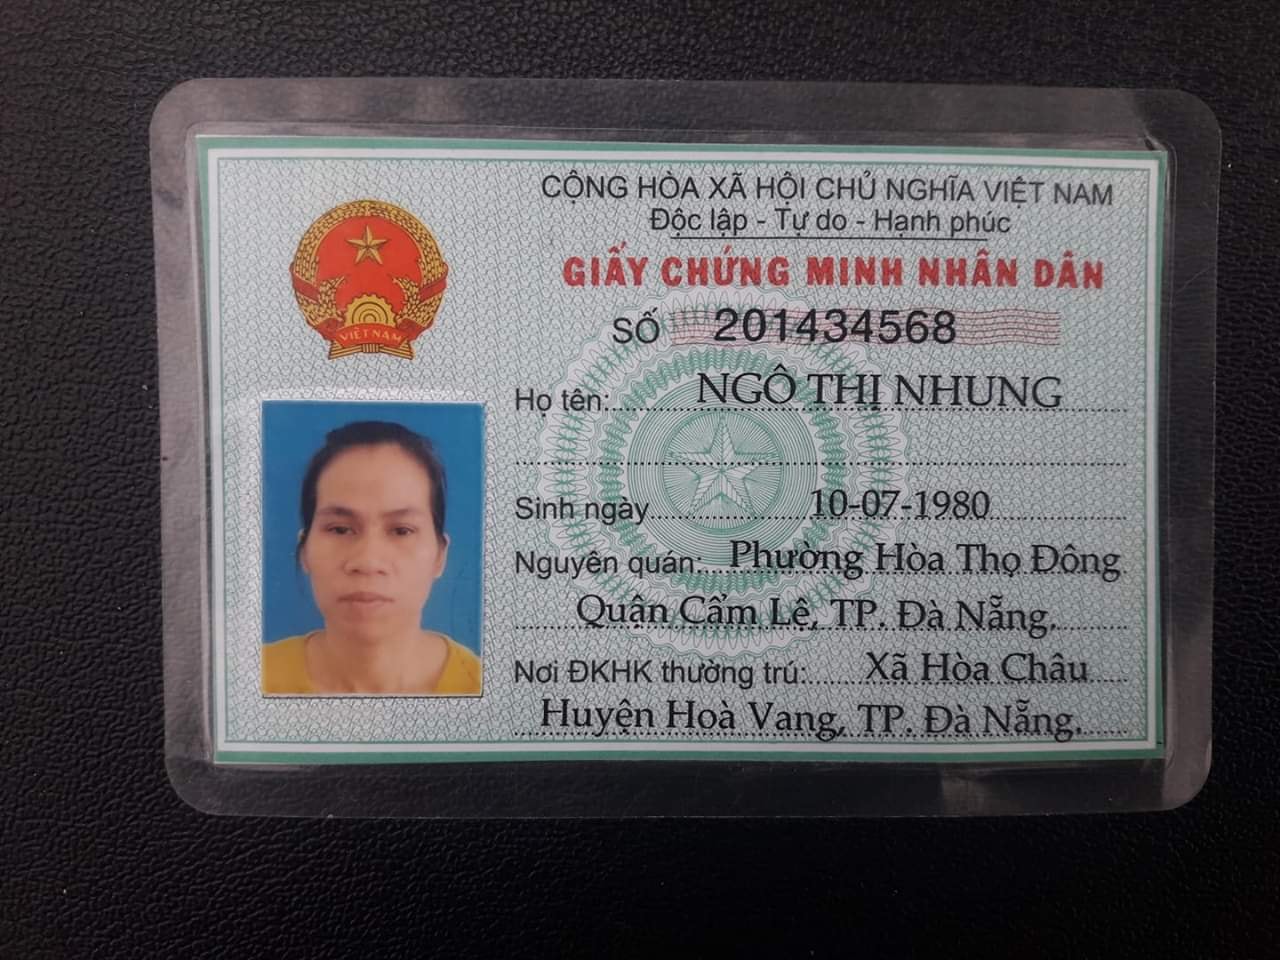 CỘNG HÒA XÃ HỘI CHỦ NGHĨA VIỆT NAM
Độc lập - Tự do - Hạnh phúc
GIẤY CHỨNG MINH NHÂN DÂN
SỐ 201434568
VIỆT NAM
Họ tên: NGÔ THỊ NHUNG
Sinh ngày 10-07-1980
Nguyên quán: Phường Hòa Thọ Đông
Quận Cẩm Lệ, TP. Đà Nẵng.
Nơi ĐKHK thường trú: Xã Hòa Châu
Huyện Hoà Vang, TP. Đà Nẵng.